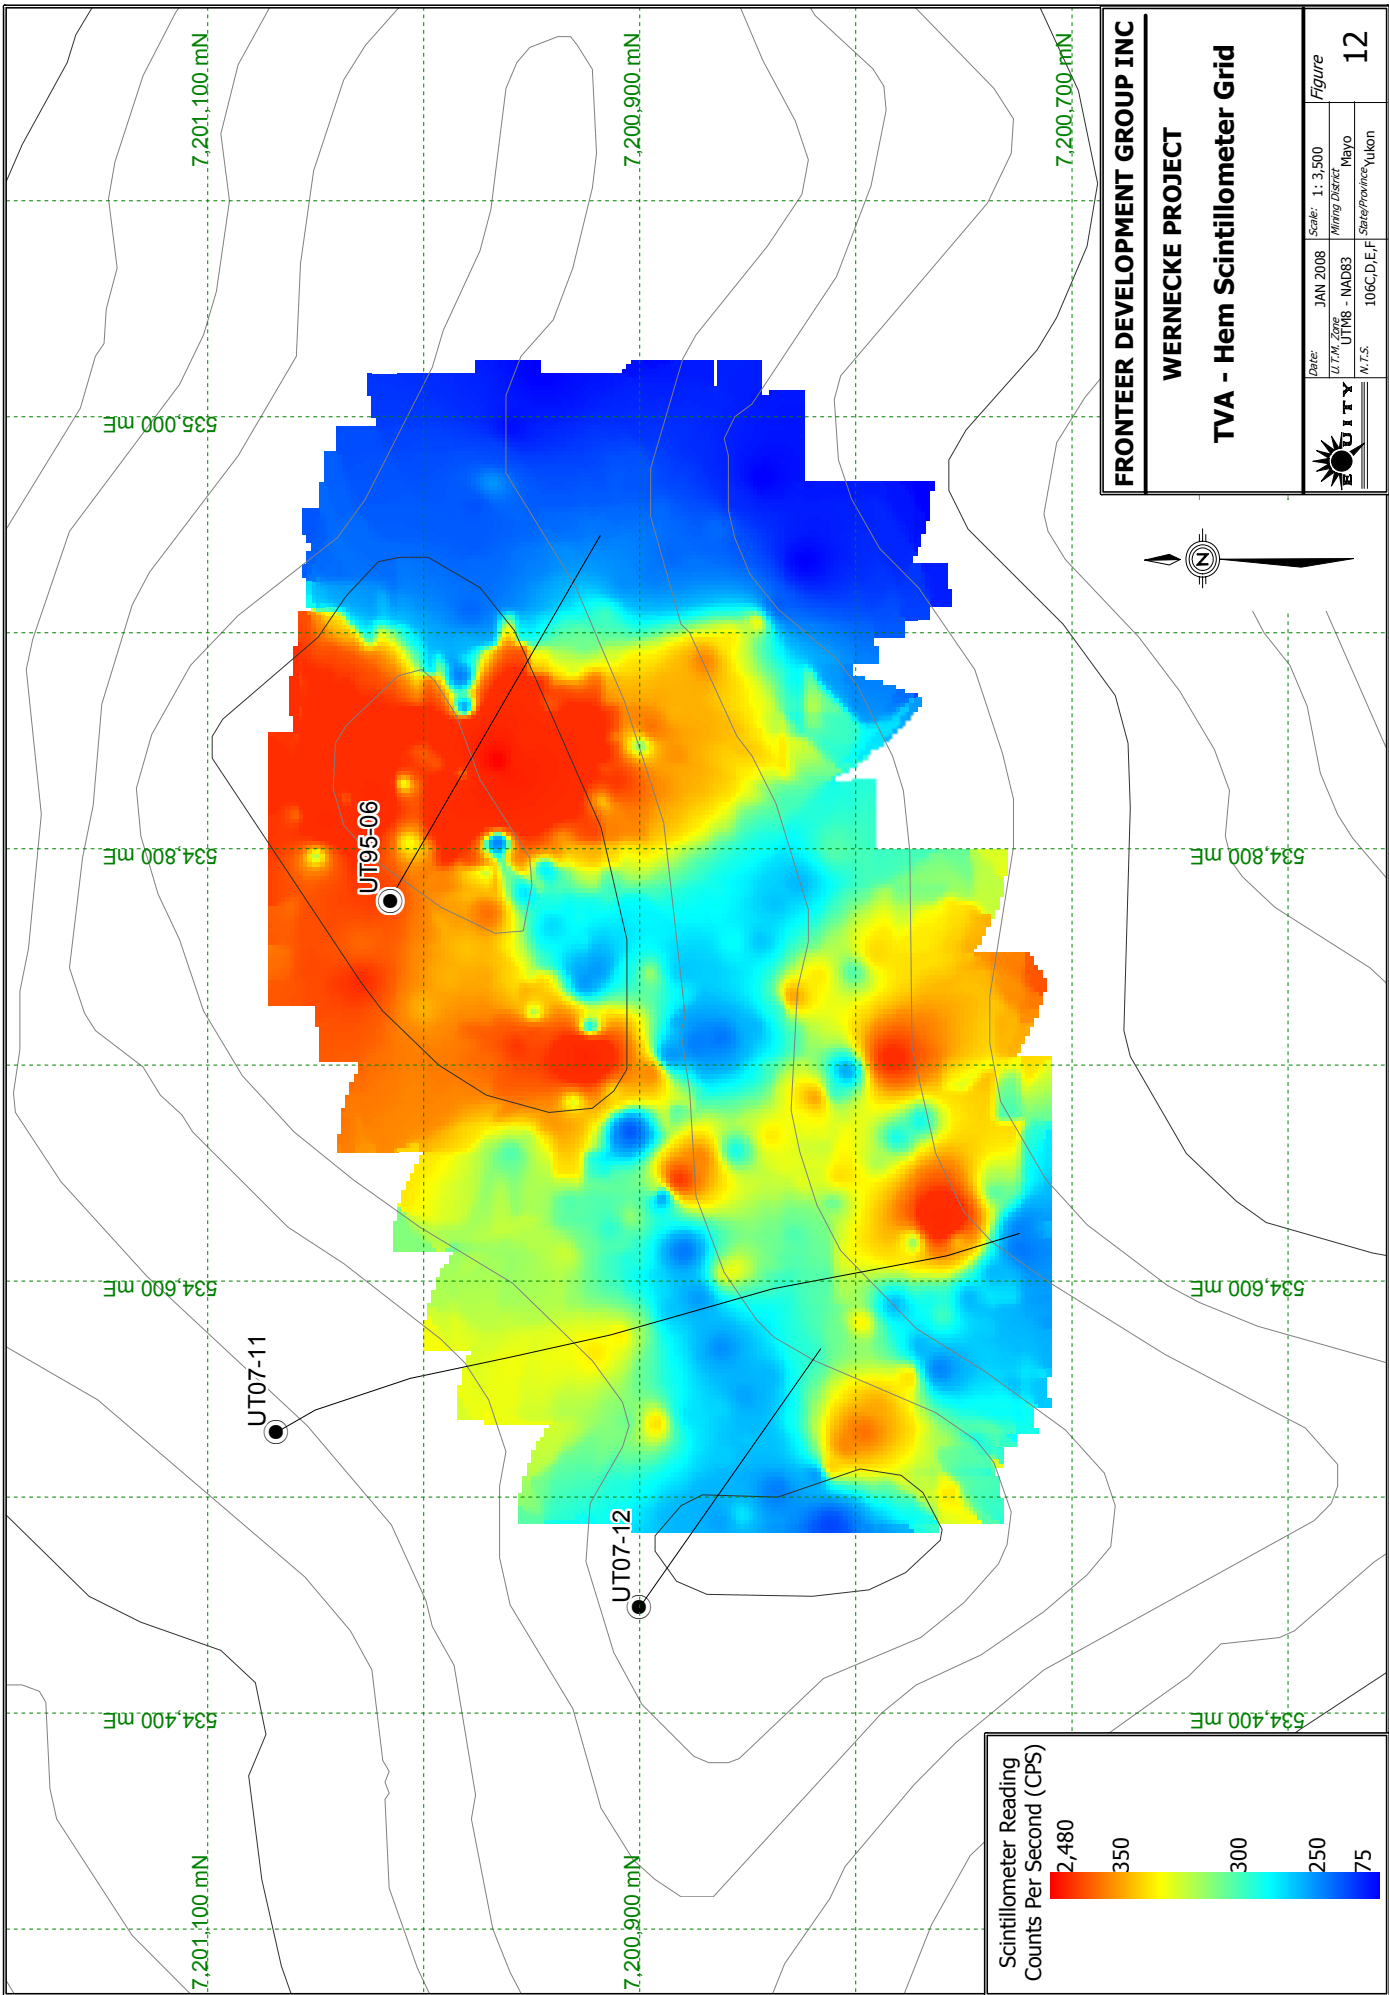 7,201,100 mN
7,200,900 mN
7,200,700 mN
535,000 mE
534,800 mE
534,800 mE
534,600 mE
534,600 mE
534,400 mE
534,400 mE
7,201,100 mN
7,200,900 mN
UT95-06
UT07-11
UT07-12
N
Scintillometer Reading
Counts Per Second (CPS)
2,480
350
300
250
75
FRONTEER DEVELOPMENT GROUP INC
WERNECKE PROJECT
TVA - Hem Scintillometer Grid
EQUITY
Date: JAN 2008
Scale: 1: 3,500
Figure
12
U.T.M. Zone UTM8 - NAD83
Mining District Mayo
N.T.S. 106C,D,E,F
State/Province Yukon